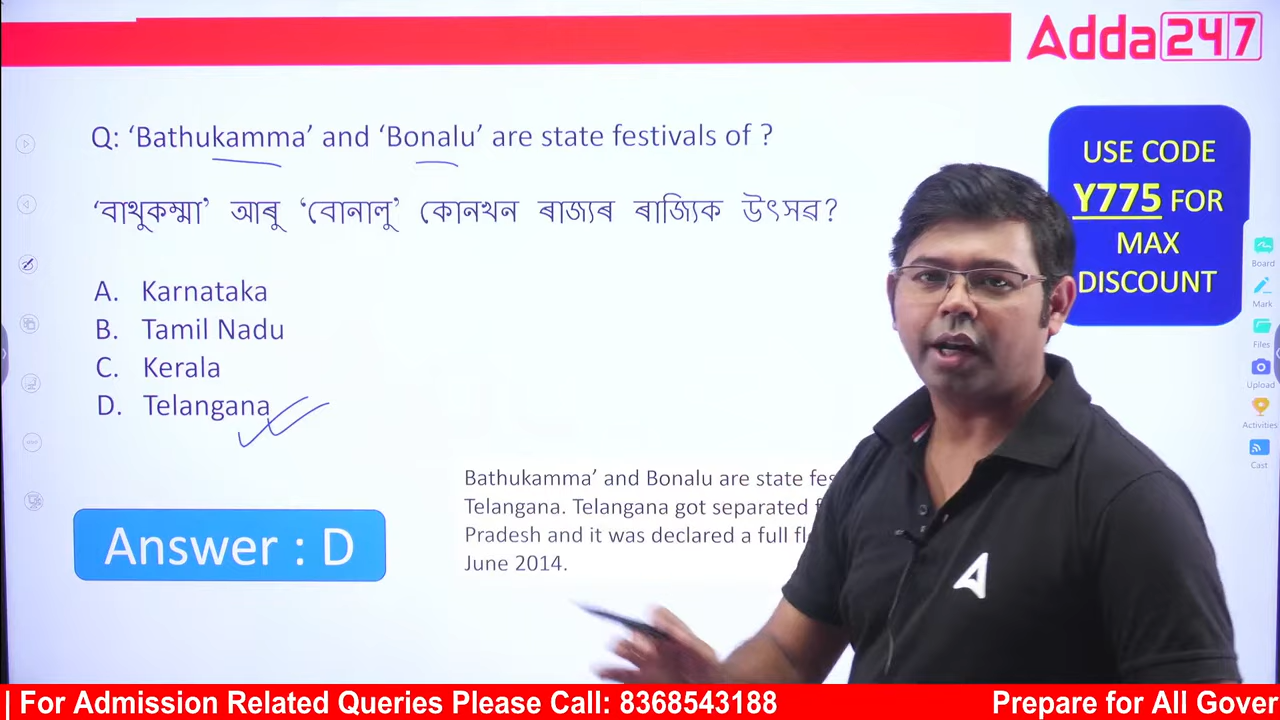 Adda247
Q: ‘Bathukamma’ and ‘Bonalu’ are state festivals of ?
‘বাথুকম্মা’ আৰু ‘বোনালু’ কোনখন ৰাজ্যৰ ৰাজ্যিক উৎসৱ?
A. Karnataka
B. Tamil Nadu
C. Kerala
D. Telangana
USE CODE
Y775 FOR
MAX
DISCOUNT
Board
Mark
Files
Upload
Activities
Cast
Bathukamma’ and Bonalu are state
Telangana. Telangana got separated
Pradesh and it was declared a full
June 2014.
Answer : D
| For Admission Related Queries Please Call: 8368543188 Prepare for All